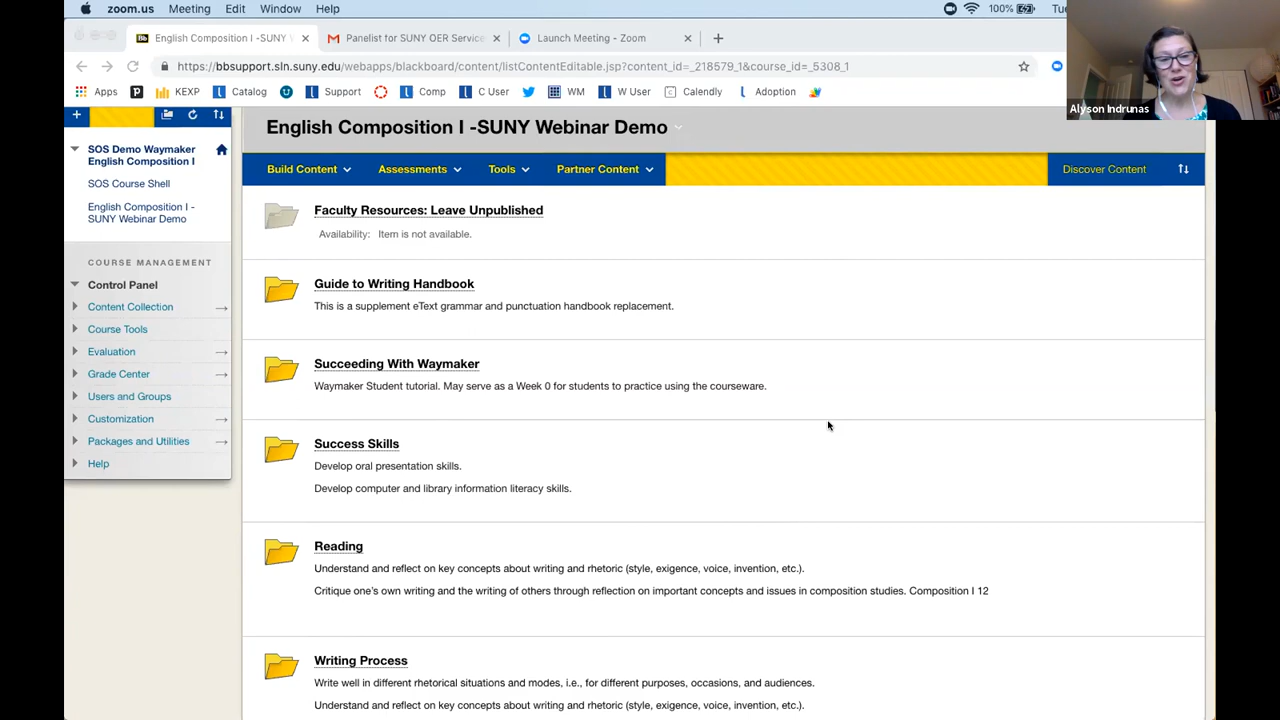 zoom.us Meeting Edit Window Help 100% Tue
English Composition I -SUNY W
Panelist for SUNY OER Service
Launch Meeting - Zoom
https://bbsupport.sln.suny.edu/webapps/blackboard/content/listContentEditable.jsp?content_id=_218579_1&course_id=_5308_1
Apps KEXP Catalog Support Comp C User WM W User Calendly Adoption
Alyson Indrunas
SOS Demo Waymaker
English Composition I
SOS Course Shell
English Composition I -
SUNY Webinar Demo
COURSE MANAGEMENT
Control Panel
Content Collection
Course Tools
Evaluation
Grade Center
Users and Groups
Customization
Packages and Utilities
Help
English Composition I -SUNY Webinar Demo
Build Content Assessments Tools Partner Content Discover Content
Faculty Resources: Leave Unpublished
Availability: Item is not available.
Guide to Writing Handbook
This is a supplement eText grammar and punctuation handbook replacement.
Succeeding With Waymaker
Waymaker Student tutorial. May serve as a Week 0 for students to practice using the courseware.
Success Skills
Develop oral presentation skills.
Develop computer and library information literacy skills.
Reading
Understand and reflect on key concepts about writing and rhetoric (style, exigence, voice, invention, etc.).
Critique one's own writing and the writing of others through reflection on important concepts and issues in composition studies. Composition I 12
Writing Process
Write well in different rhetorical situations and modes, i.e., for different purposes, occasions, and audiences.
Understand and reflect on key concepts about writing and rhetoric (style, exigence, voice, invention, etc.).